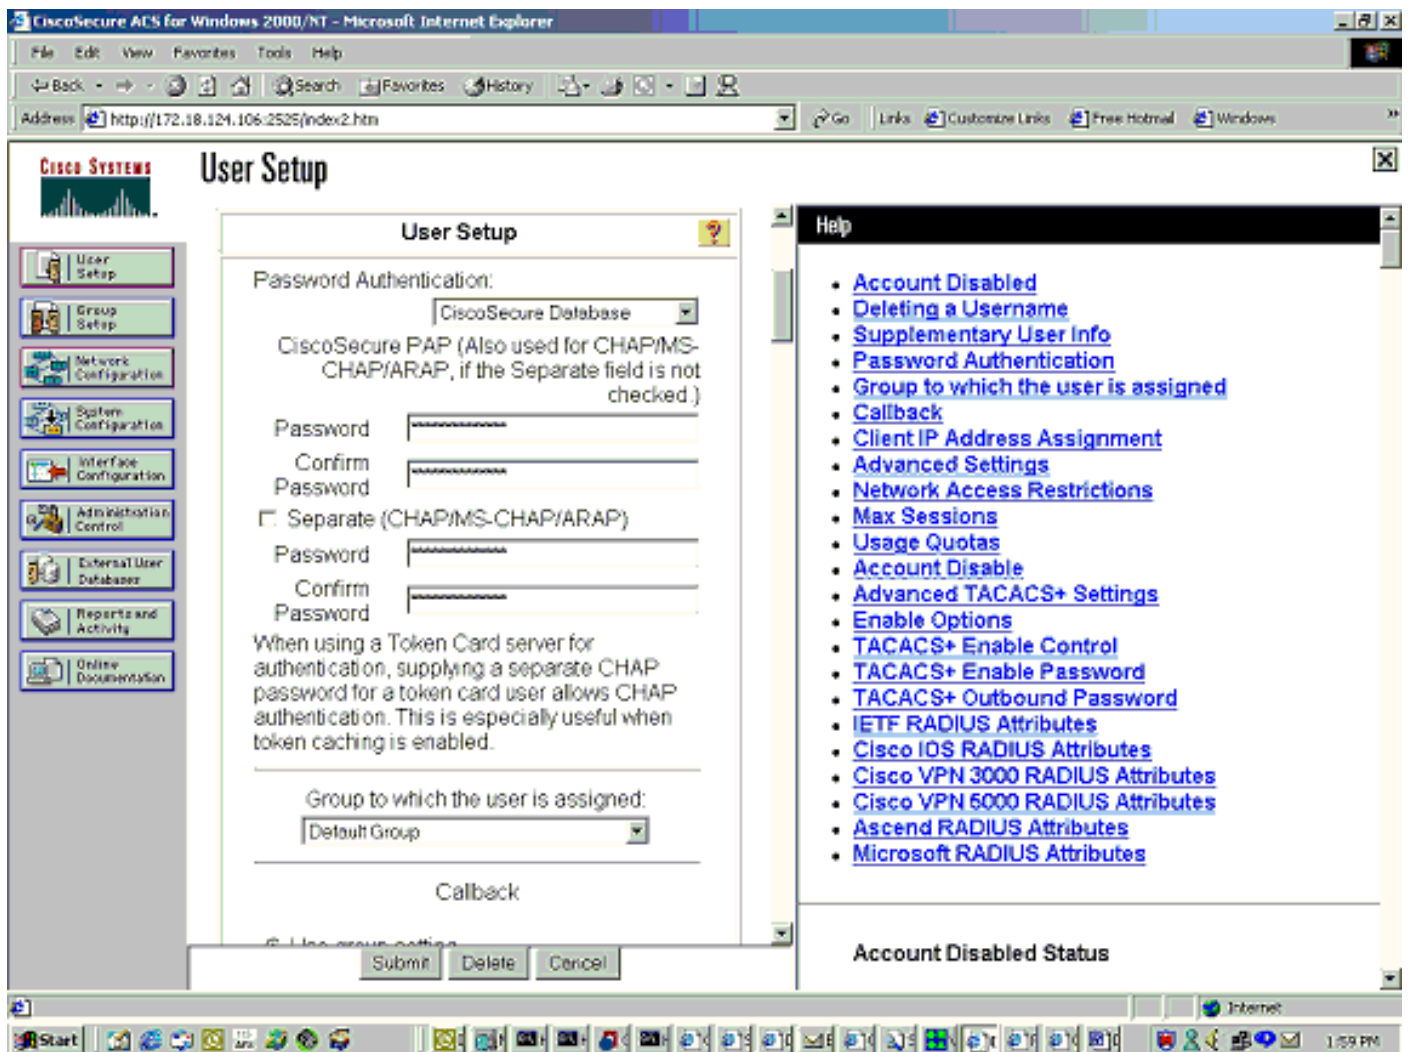 CiscoSecure ACS for Windows 2000/NT - Microsoft Internet Explorer
File Edit View Favorites Tools Help
Back Search Favorites History
Address http://172.18.124.106:2525/index2.htm Go Links Customize Links Free Hotmail Windows
CISCO SYSTEMS
User Setup
User Setup
Group Setup
Network Configuration
System Configuration
Interface Configuration
Administration Control
External User Databases
Reports and Activity
Online Documentation
User Setup
Password Authentication:
CiscoSecure Database
CiscoSecure PAP (Also used for CHAP/MS-
CHAP/ARAP, if the Separate field is not
checked.)
Password
Confirm
Password
Separate (CHAP/MS-CHAP/ARAP)
Password
Confirm
Password
When using a Token Card server for
authentication, supplying a separate CHAP
password for a token card user allows CHAP
authentication. This is especially useful when
token caching is enabled.
Group to which the user is assigned:
Default Group
Callback
Use group setting
Submit Delete Cancel
Help
Account Disabled
Deleting a Username
Supplementary User Info
Password Authentication
Group to which the user is assigned
Callback
Client IP Address Assignment
Advanced Settings
Network Access Restrictions
Max Sessions
Usage Quotas
Account Disable
Advanced TACACS+ Settings
Enable Options
TACACS+ Enable Control
TACACS+ Enable Password
TACACS+ Outbound Password
IETF RADIUS Attributes
Cisco IOS RADIUS Attributes
Cisco VPN 3000 RADIUS Attributes
Cisco VPN 5000 RADIUS Attributes
Ascend RADIUS Attributes
Microsoft RADIUS Attributes
Account Disabled Status
Internet
Start 1:59 PM